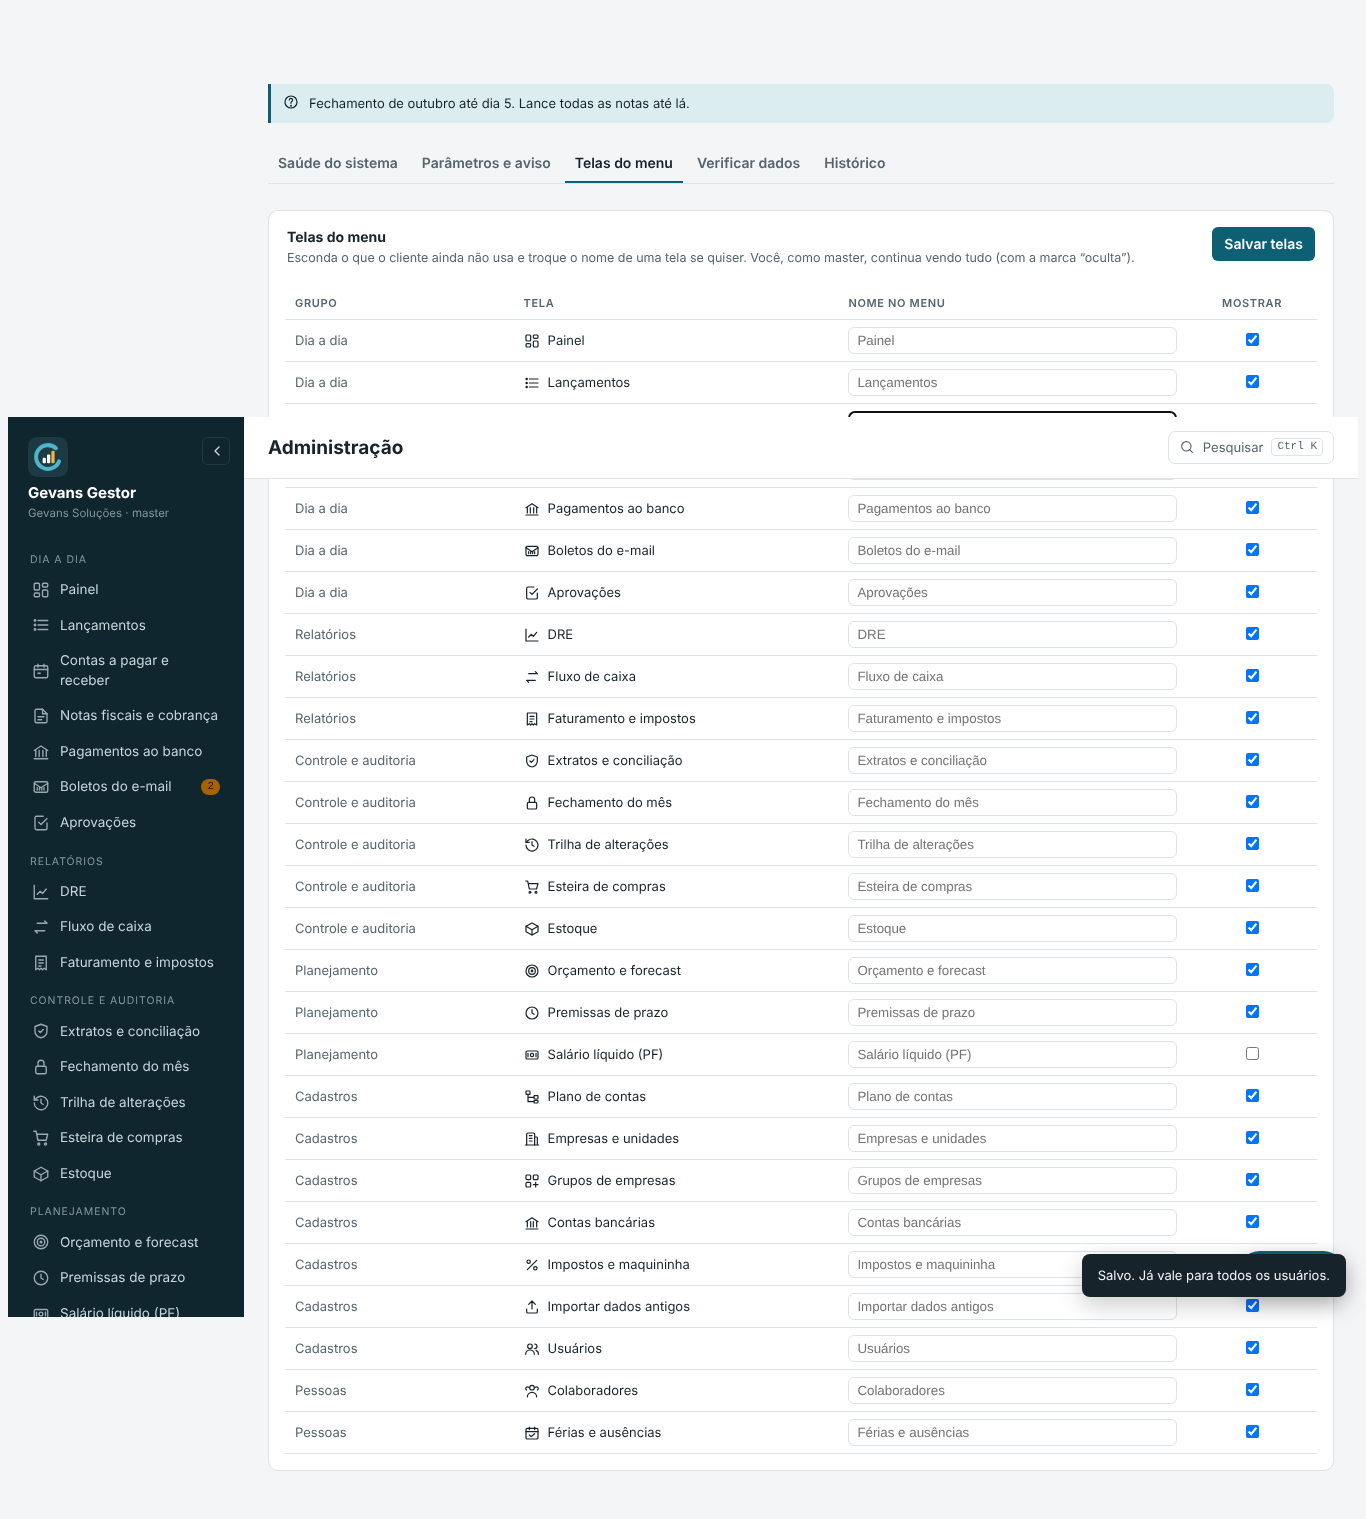 Fechamento de outubro até dia 5. Lance todas as notas até lá.
Saúde do sistema Parâmetros e aviso Telas do menu Verificar dados Histórico
Telas do menu
Esconda o que o cliente ainda não usa e troque o nome de uma tela se quiser. Você, como master, continua vendo tudo (com a marca “oculta”).
Salvar telas
GRUPO TELA NOME NO MENU MOSTRAR
Dia a dia Painel Painel
Dia a dia Lançamentos Lançamentos
Administração
Pesquisar Ctrl K
Gevans Gestor
Gevans Soluções · master
DIA A DIA
Painel
Lançamentos
Contas a pagar e
receber
Notas fiscais e cobrança
Pagamentos ao banco
Boletos do e-mail 2
Aprovações
RELATÓRIOS
DRE
Fluxo de caixa
Faturamento e impostos
CONTROLE E AUDITORIA
Extratos e conciliação
Fechamento do mês
Trilha de alterações
Esteira de compras
Estoque
PLANEJAMENTO
Orçamento e forecast
Premissas de prazo
Salário líquido (PF)
Dia a dia Pagamentos ao banco Pagamentos ao banco
Dia a dia Boletos do e-mail Boletos do e-mail
Dia a dia Aprovações Aprovações
Relatórios DRE DRE
Relatórios Fluxo de caixa Fluxo de caixa
Relatórios Faturamento e impostos Faturamento e impostos
Controle e auditoria Extratos e conciliação Extratos e conciliação
Controle e auditoria Fechamento do mês Fechamento do mês
Controle e auditoria Trilha de alterações Trilha de alterações
Controle e auditoria Esteira de compras Esteira de compras
Controle e auditoria Estoque Estoque
Planejamento Orçamento e forecast Orçamento e forecast
Planejamento Premissas de prazo Premissas de prazo
Planejamento Salário líquido (PF) Salário líquido (PF)
Cadastros Plano de contas Plano de contas
Cadastros Empresas e unidades Empresas e unidades
Cadastros Grupos de empresas Grupos de empresas
Cadastros Contas bancárias Contas bancárias
Cadastros Impostos e maquininha Impostos e maquininha
Salvo. Já vale para todos os usuários.
Cadastros Importar dados antigos Importar dados antigos
Cadastros Usuários Usuários
Pessoas Colaboradores Colaboradores
Pessoas Férias e ausências Férias e ausências